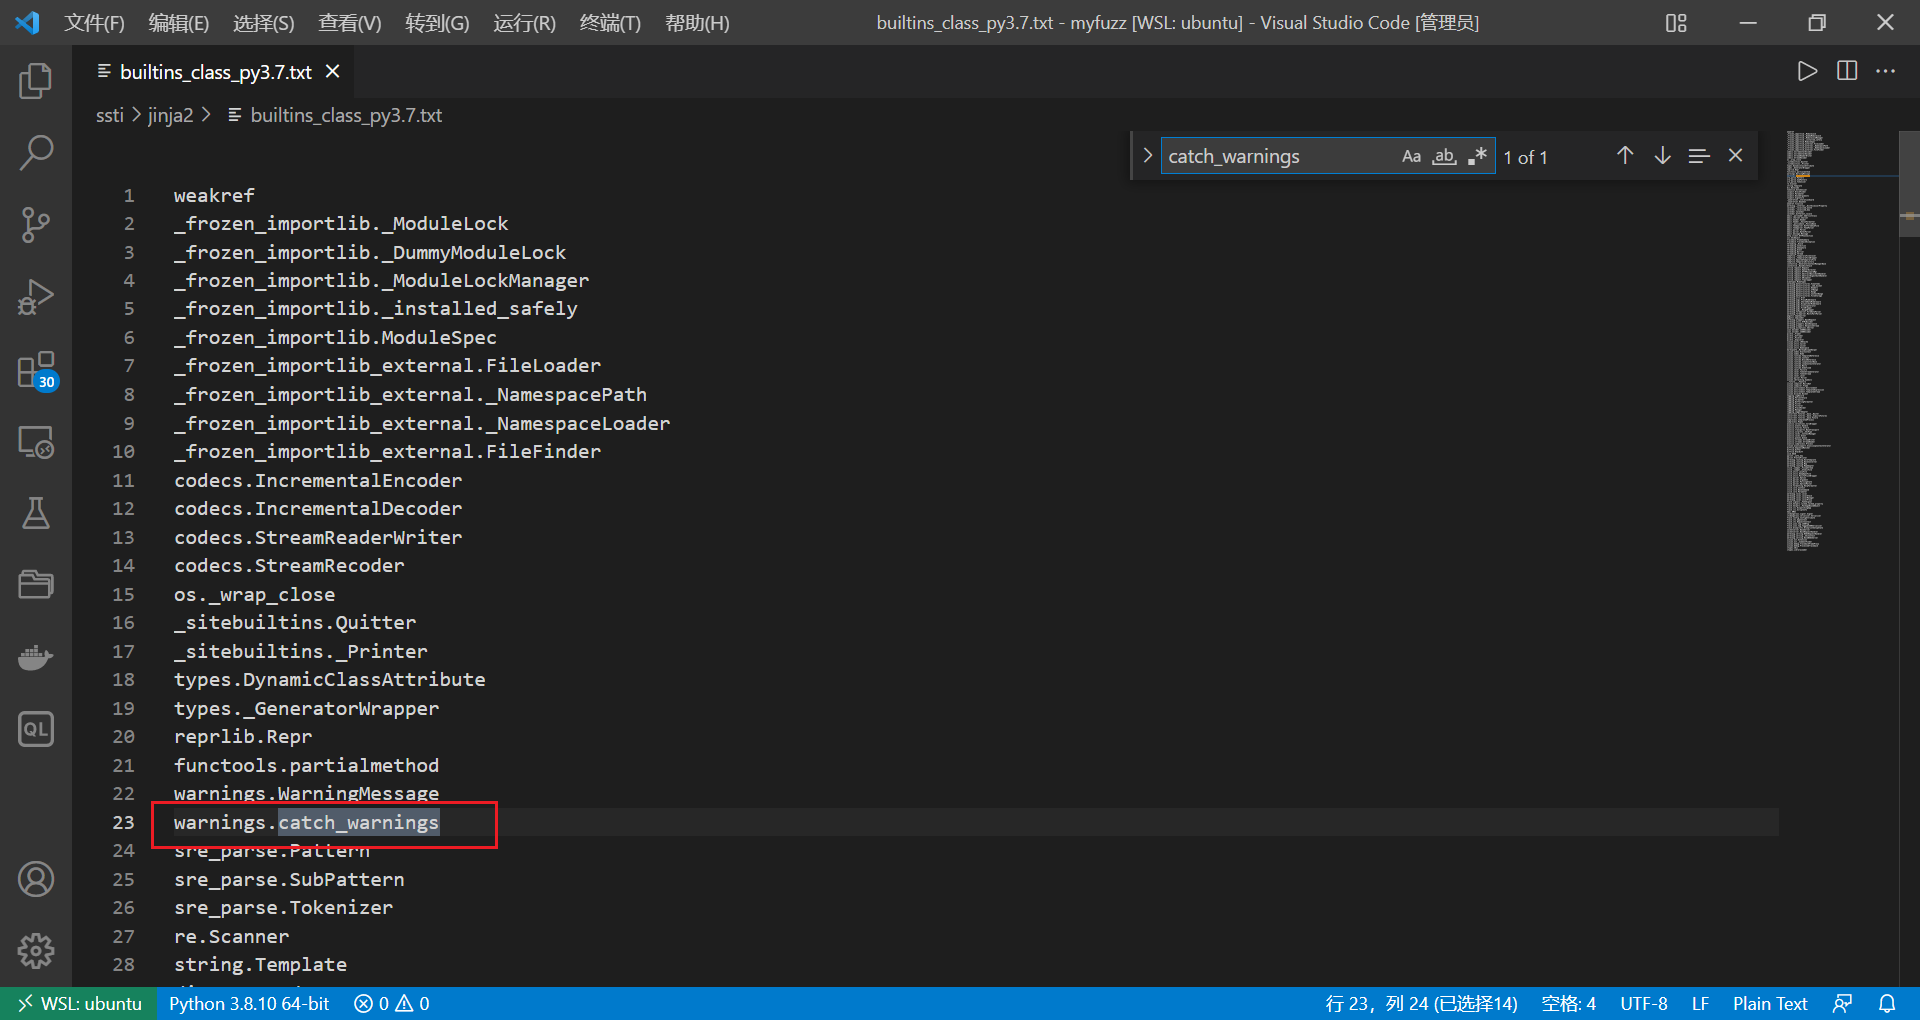 文件(F) 编辑(E) 选择(S) 查看(V) 转到(G) 运行(R) 终端(T) 帮助(H) builtins_class_py3.7.txt - myfuzz [WSL: ubuntu] - Visual Studio Code [管理员]
builtins_class_py3.7.txt
ssti > jinja2 > builtins_class_py3.7.txt
catch_warnings Aa ab 1 of 1
1 weakref
2 _frozen_importlib._ModuleLock
3 _frozen_importlib._DummyModuleLock
4 _frozen_importlib._ModuleLockManager
5 _frozen_importlib._installed_safely
6 _frozen_importlib.ModuleSpec
7 _frozen_importlib_external.FileLoader
8 _frozen_importlib_external._NamespacePath
9 _frozen_importlib_external._NamespaceLoader
10 _frozen_importlib_external.FileFinder
11 codecs.IncrementalEncoder
12 codecs.IncrementalDecoder
13 codecs.StreamReaderWriter
14 codecs.StreamRecoder
15 os._wrap_close
16 _sitebuiltins.Quitter
17 _sitebuiltins._Printer
18 types.DynamicClassAttribute
19 types._GeneratorWrapper
20 reprlib.Repr
21 functools.partialmethod
22 warnings.WarningMessage
23 warnings.catch_warnings
24 sre_parse.Pattern
25 sre_parse.SubPattern
26 sre_parse.Tokenizer
27 re.Scanner
28 string.Template
30
QL
WSL: ubuntu Python 3.8.10 64-bit 0 0 行 23，列 24 (已选择14) 空格: 4 UTF-8 LF Plain Text